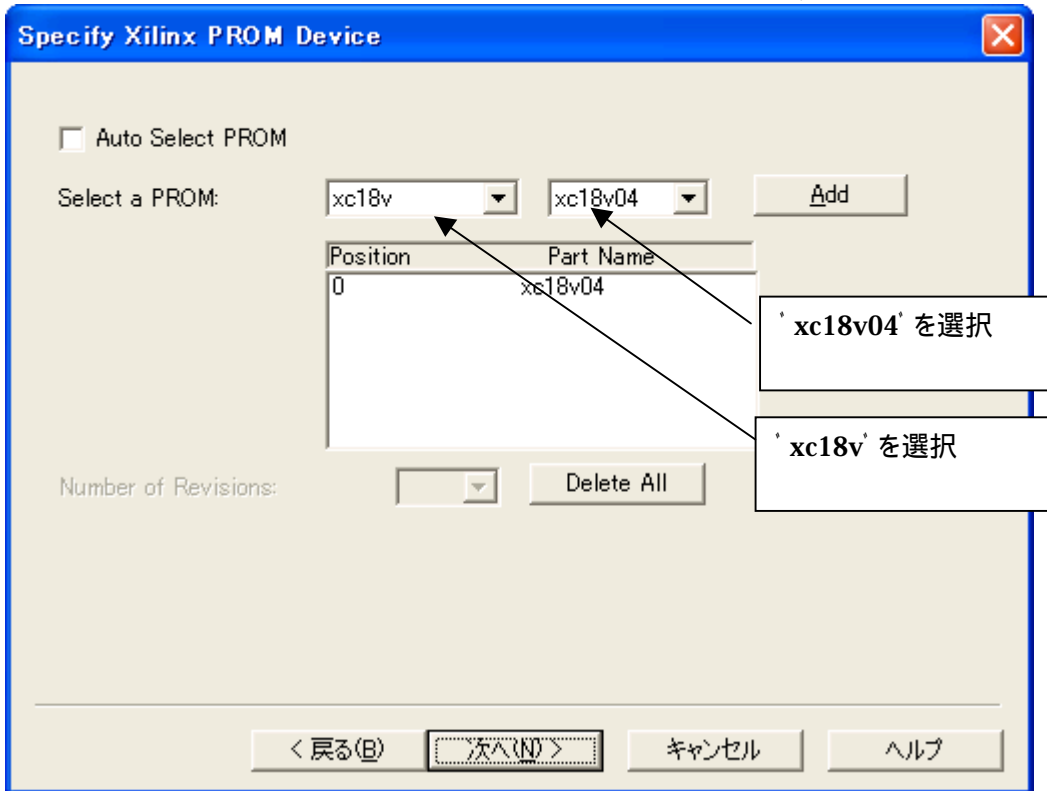 Specify Xilinx PROM Device
Auto Select PROM
Select a PROM:
xc18v
xc18v04
Add
Position Part Name
0 xc18v04
‛xc18v04‛を選択
‛xc18v‛を選択
Number of Revisions:
Delete All
< 戻る(B)
次へ(N) >
キャンセル
ヘルプ